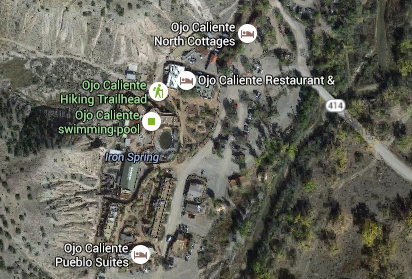 Ojo Caliente
North Cottages
Ojo Caliente Restaurant &
Ojo Caliente
Hiking Trailhead
414
Ojo Caliente
swimming pool
Iron Spring
Ojo Caliente
Pueblo Suites